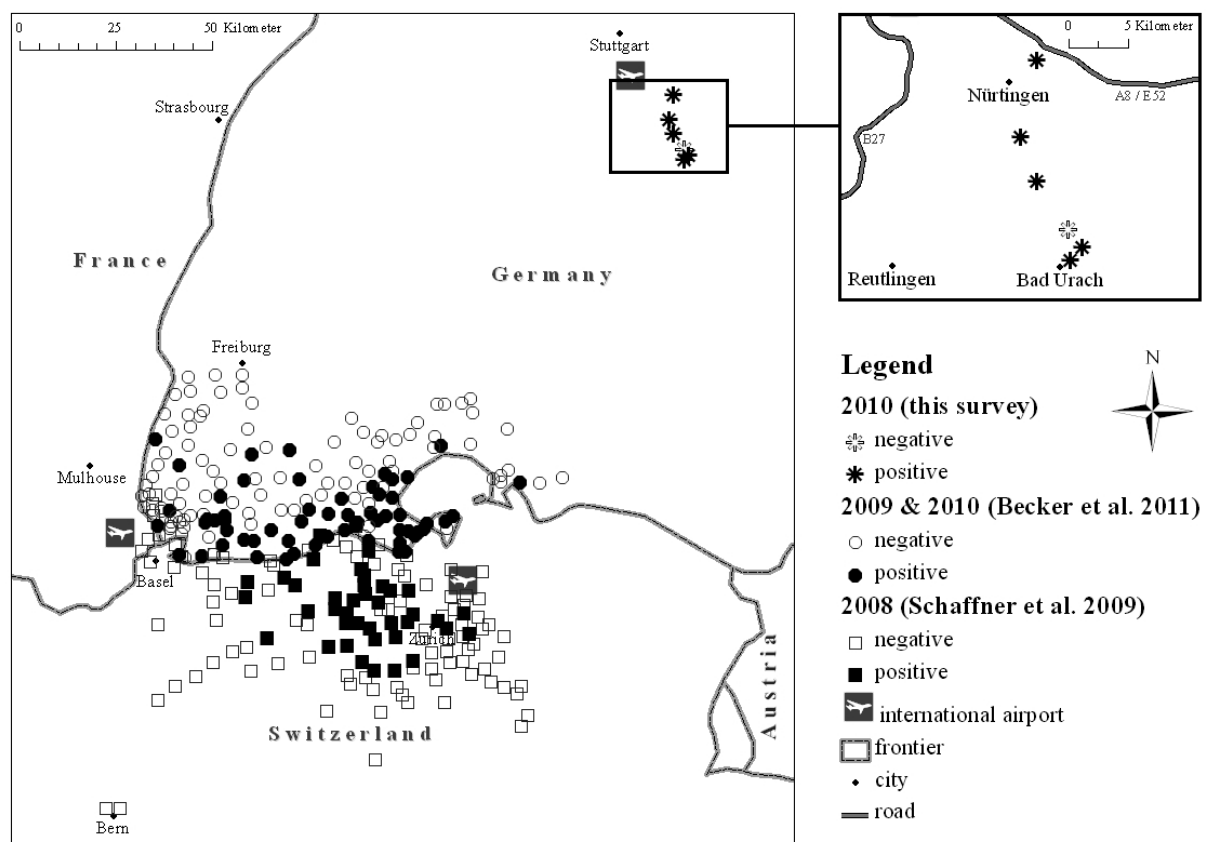 0 25 50 Kilometer
Stuttgart
Strasbourg
France
Germany
Freiburg
Mulhouse
Basel
Zürich
Switzerland
Austria
Bern
0 5 Kilometer
Nürtingen
A8 / E52
B27
Reutlingen
Bad Urach
Legend
N
2010 (this survey)
negative
positive
2009 & 2010 (Becker et al. 2011)
negative
positive
2008 (Schaffner et al. 2009)
negative
positive
international airport
frontier
city
road